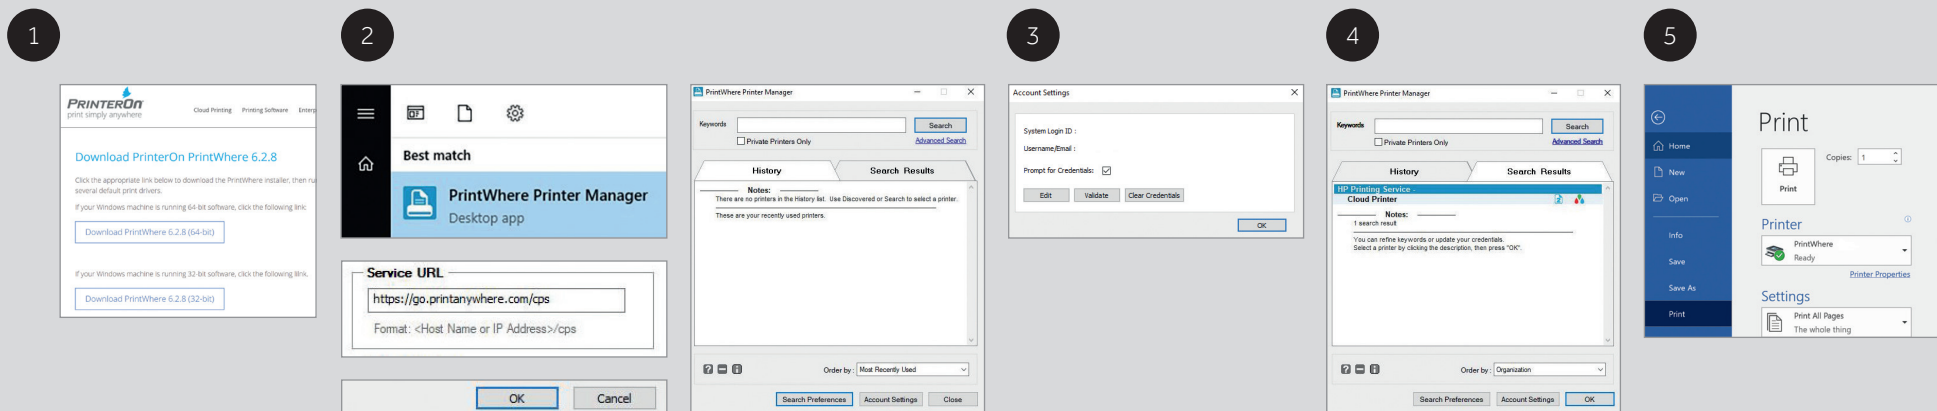 1
2
3
4
5
PRINTERON
print simply anywhere
Cloud Printing
Printing Software
Enterp
Download PrinterOn PrintWhere 6.2.8
Click the appropriate link below to download the PrintWhere installer, then ru
several default print drivers.
If your Windows machine is running 64-bit software, click the following link:
Download PrintWhere 6.2.8 (64-bit)
If your Windows machine is running 32-bit software, click the following link.
Download PrintWhere 6.2.8 (32-bit)
Best match
PrintWhere Printer Manager
Desktop app
Service URL
https://go.printanywhere.com/cps
Format: <Host Name or IP Address>/cps
OK
Cancel
PrintWhere Printer Manager
Keywords
Search
Private Printers Only
Advanced Search
History
Search Results
Notes:
There are no printers in the History list. Use Discovered or Search to select a printer.
These are your recently used printers.
Order by :
Most Recently Used
Search Preferences
Account Settings
Close
Account Settings
System Login ID :
Username/Email :
Prompt for Credentials:
Edit
Validate
Clear Credentials
OK
PrintWhere Printer Manager
Keywords
Search
Private Printers Only
Advanced Search
History
Search Results
HP Printing Service -
Cloud Printer
Notes:
1 search result
You can refine keywords or update your credentials.
Select a printer by clicking the description, then press "OK".
Order by :
Organization
Search Preferences
Account Settings
OK
Home
New
Open
Info
Save
Save As
Print
Print
Print
Copies: 1
Printer
PrintWhere
Ready
Printer Properties
Settings
Print All Pages
The whole thing